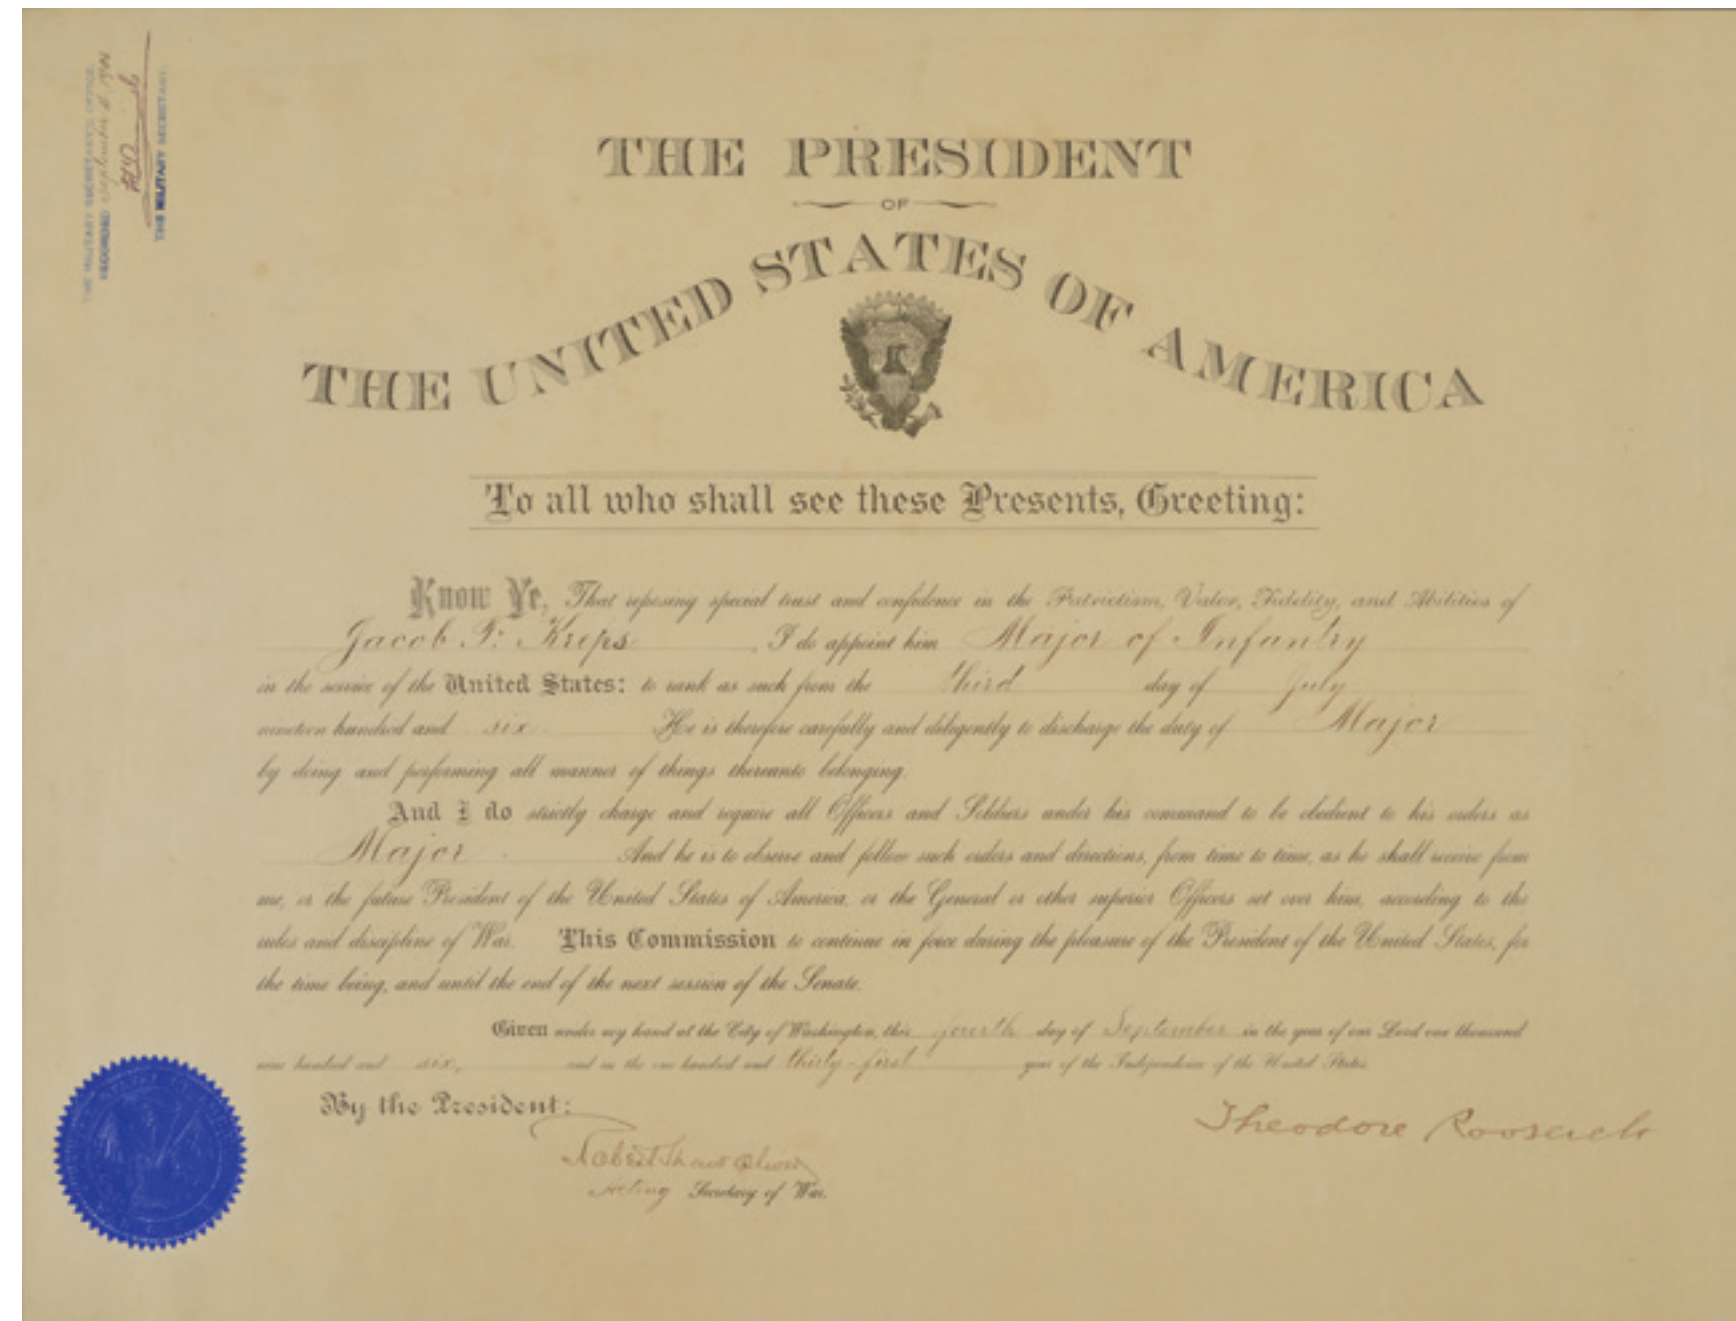 THE MILITARY SECRETARY'S OFFICE,
RECORDED September
THE MILITARY SECRETARY.
THE PRESIDENT
OF
THE UNITED STATES OF AMERICA
To all who shall see these Presents, Greeting:
Know Ye, That reposing special trust and confidence in the Patriotism, Valor, Fidelity, and Abilities of
Jacob F. Kreps, I do appoint him Major of Infantry
in the service of the United States: to rank as such from the third day of July
nineteen hundred and six. He is therefore carefully and diligently to discharge the duty of Major
by doing and performing all manner of things thereunto belonging.
And I do strictly charge and require all Officers and Soldiers under his command to be obedient to his orders as
Major. And he is to observe and follow such orders and directions, from time to time, as he shall receive from
me, or the future President of the United States of America, or the General or other superior Officers set over him, according to the
rules and discipline of War. This Commission to continue in force during the pleasure of the President of the United States, for
the time being, and until the end of the next session of the Senate.
Given under my hand at the City of Washington, this fourth day of September in the year of our Lord one thousand
nine hundred and six, and in the one hundred and thirty-first year of the Independence of the United States.
By the President:
Theodore Roosevelt
Robert Shaw Oliver
Acting Secretary of War.